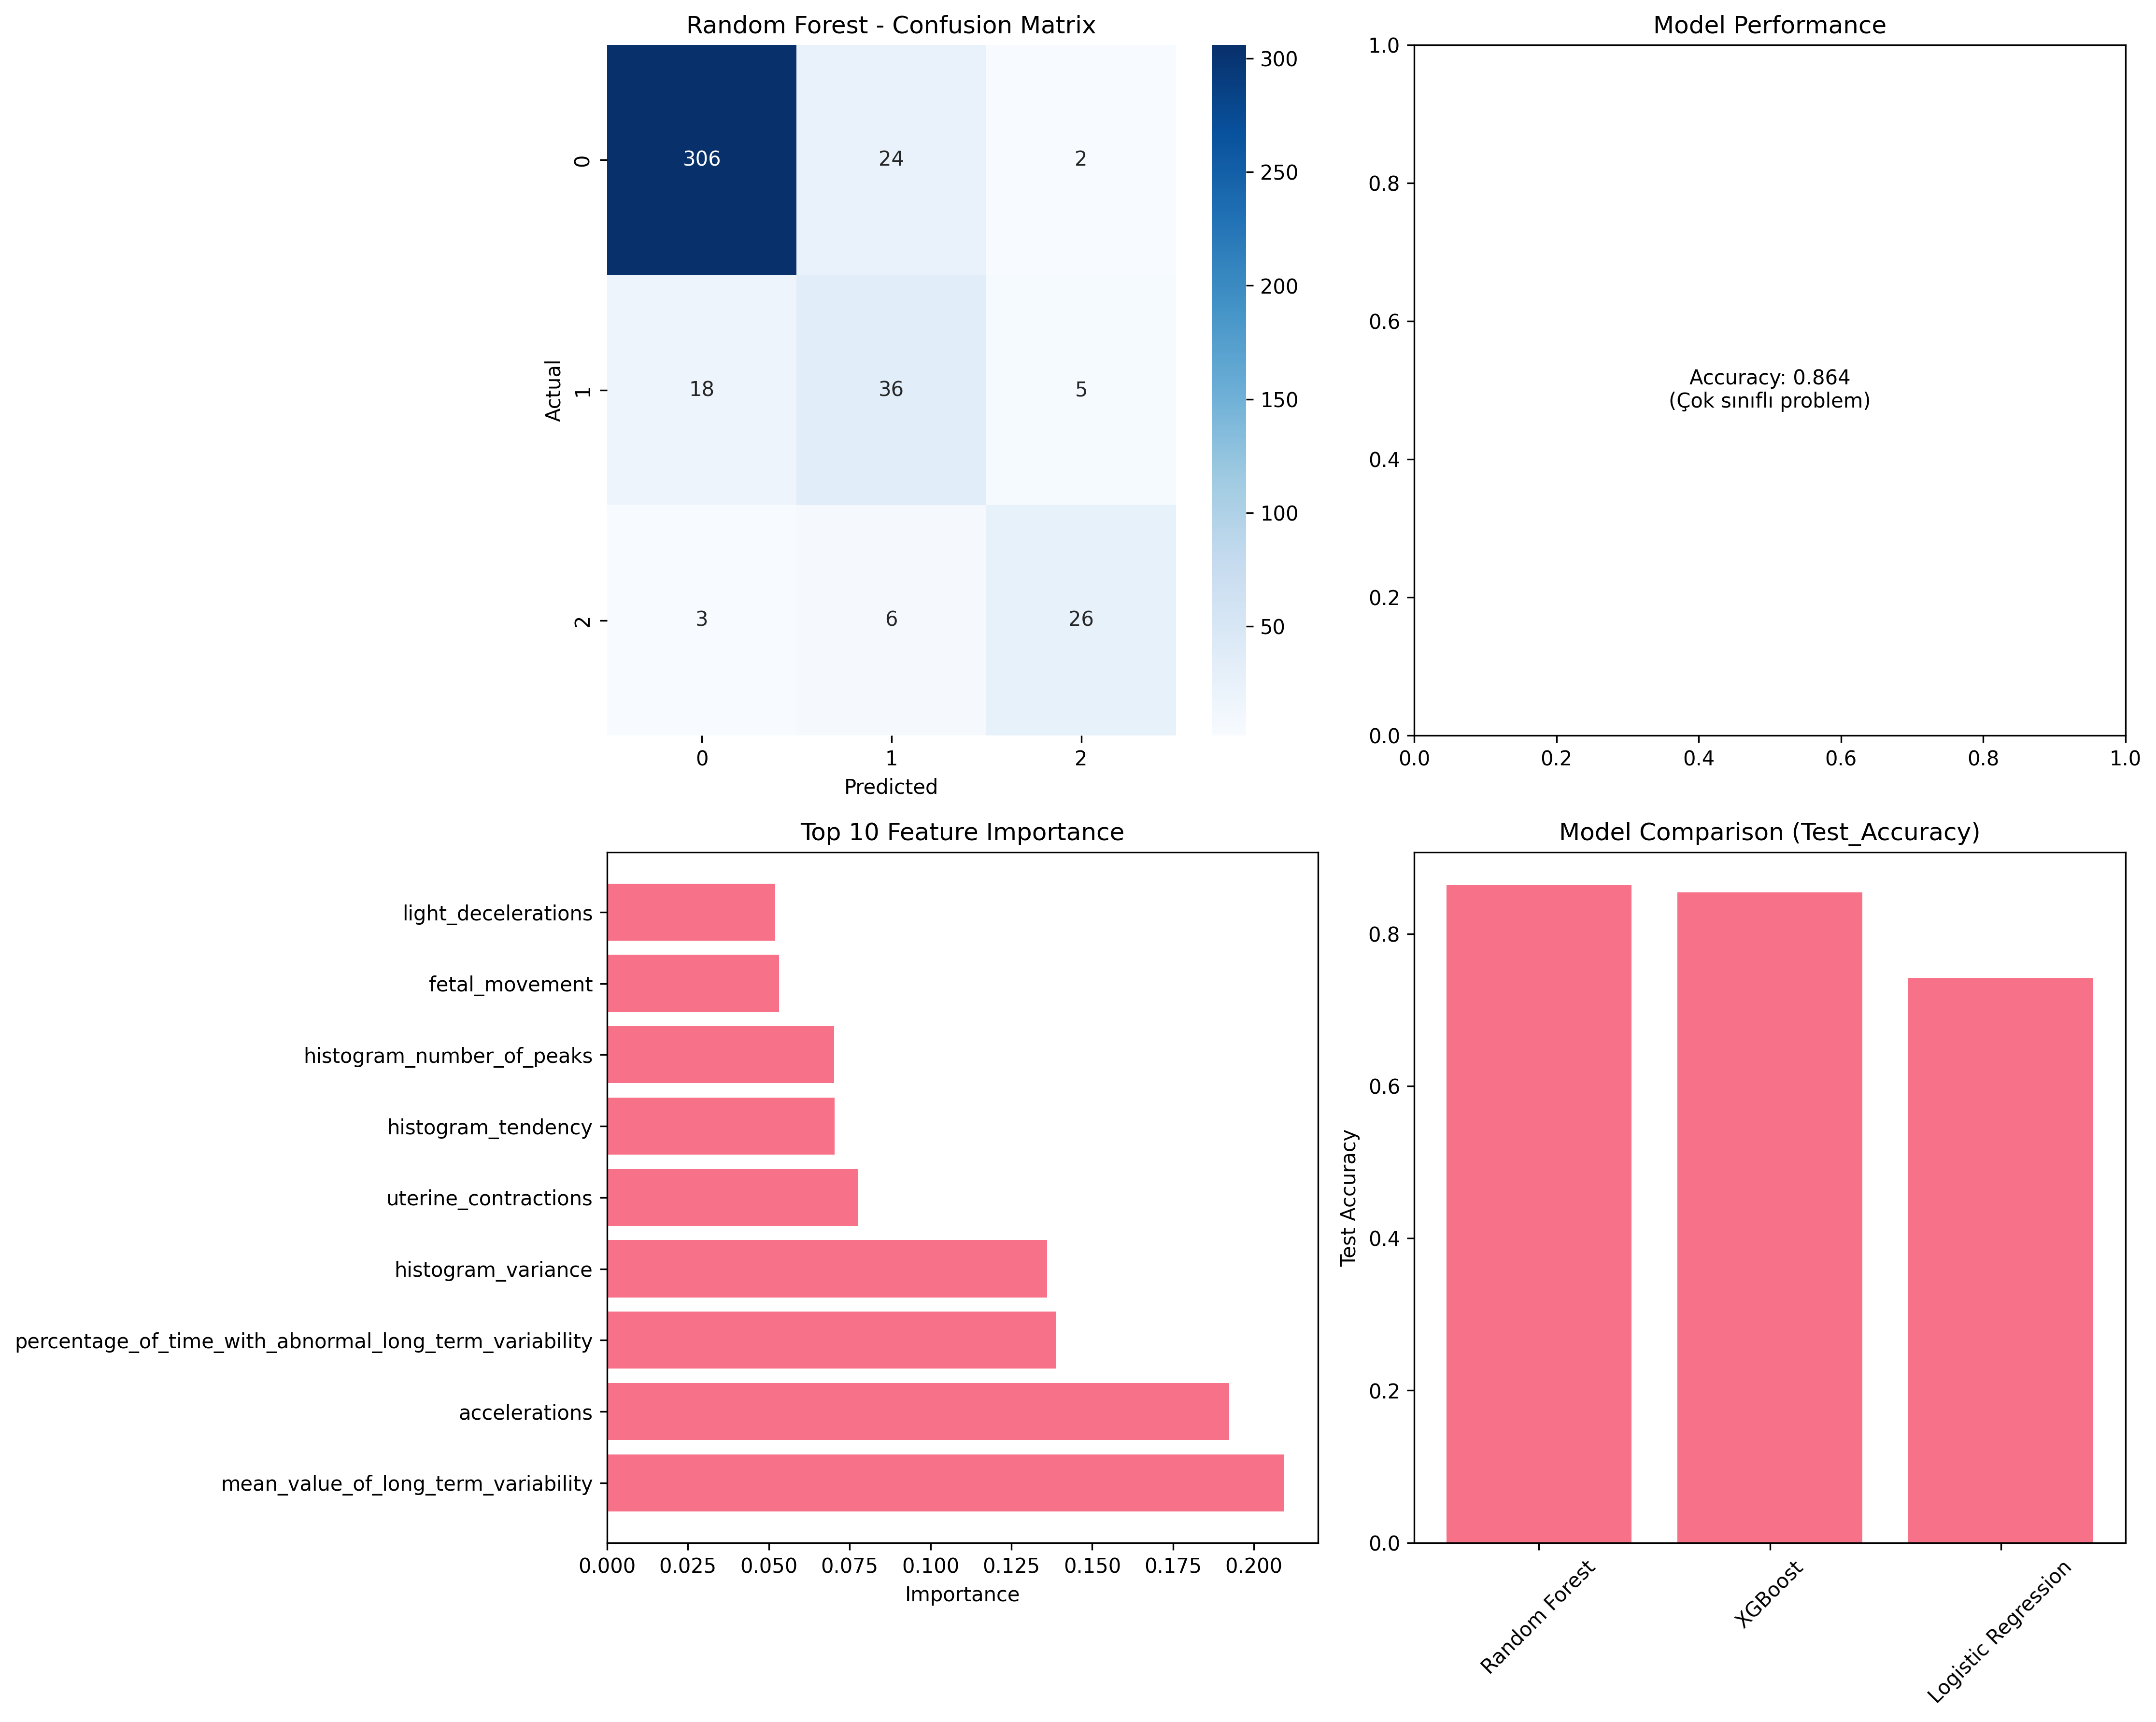 Random Forest - Confusion Matrix
306 24 2
18 36 5
3 6 26
0
1
2
Actual
0 1 2
Predicted
300
250
200
150
100
50
Model Performance
1.0
0.8
0.6
0.4
0.2
0.0
Accuracy: 0.864
(Çok sınıflı problem)
0.0 0.2 0.4 0.6 0.8 1.0
Top 10 Feature Importance
light_decelerations
fetal_movement
histogram_number_of_peaks
histogram_tendency
uterine_contractions
histogram_variance
percentage_of_time_with_abnormal_long_term_variability
accelerations
mean_value_of_long_term_variability
0.000 0.025 0.050 0.075 0.100 0.125 0.150 0.175 0.200
Importance
Model Comparison (Test_Accuracy)
Test Accuracy
0.8
0.6
0.4
0.2
0.0
Random Forest
XGBoost
Logistic Regression